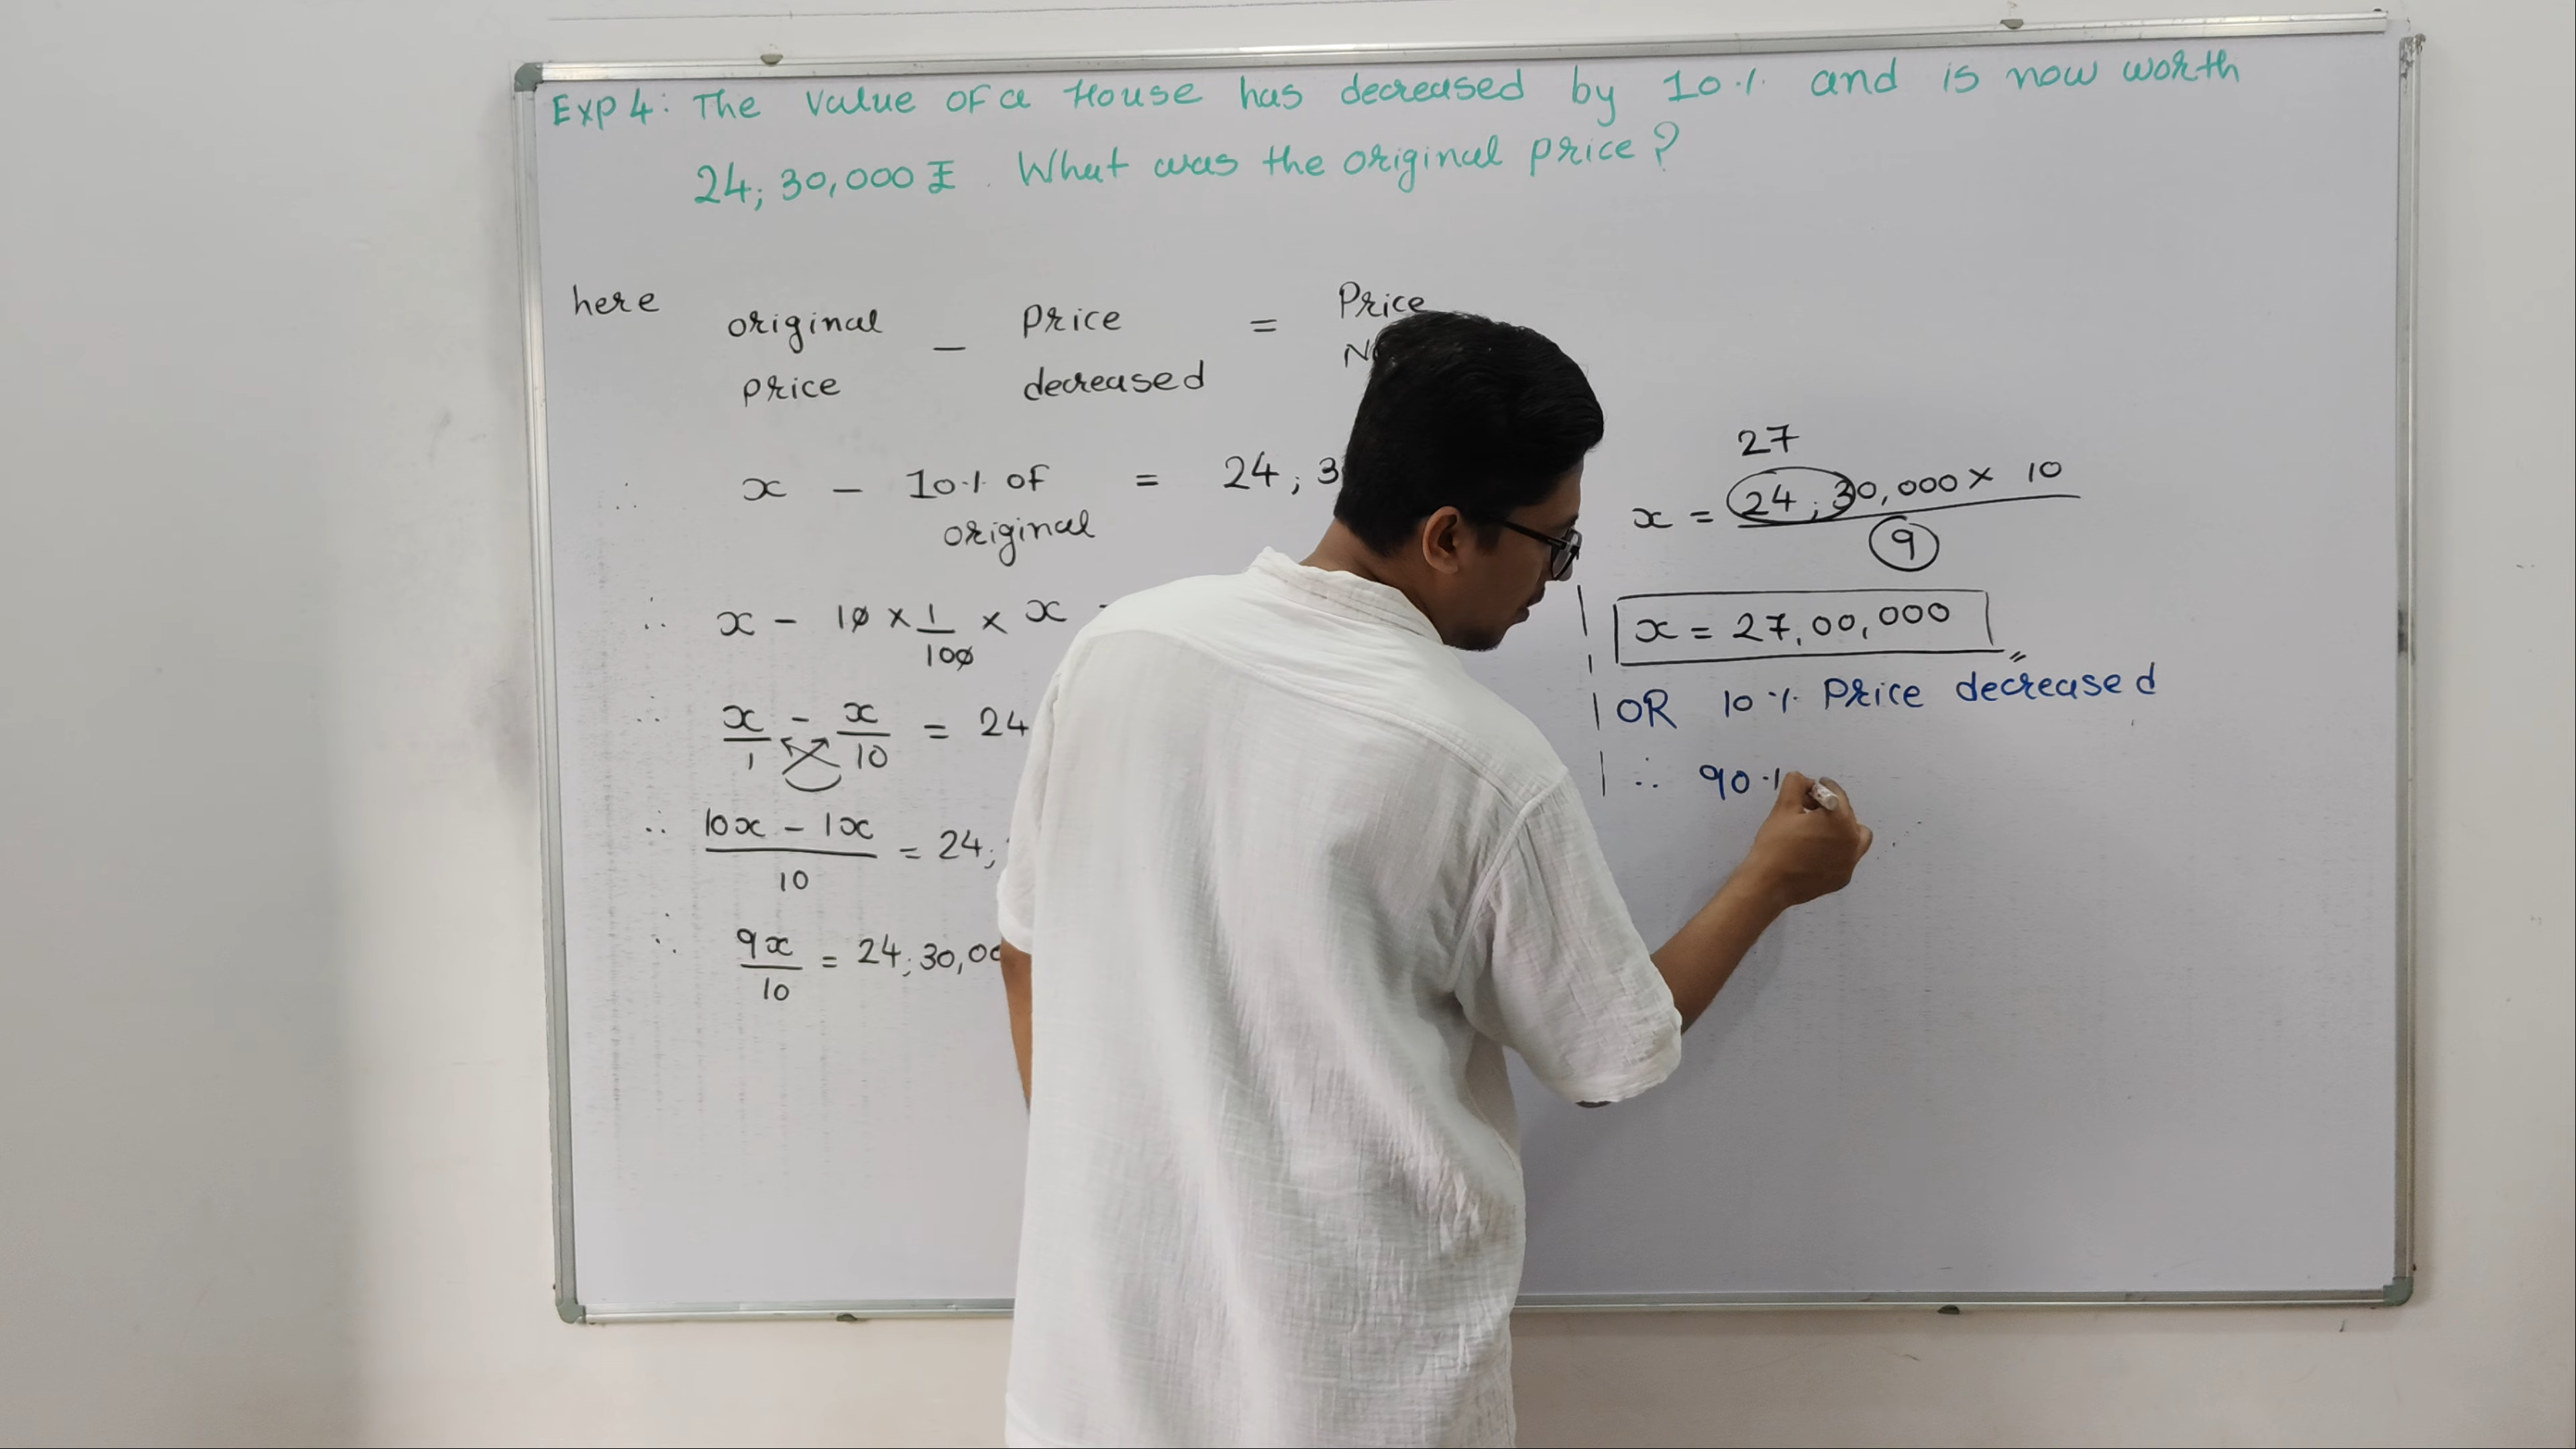 Exp 4: The value of a House has decreased by 10% and is now worth
24,30,000 ₹. What was the original price?
here original price − price decreased = Price
∴ x − 10% of original = 24,3
∴ x − 10 × 1/100 × x
∴ x/1 − x/10 = 24
∴ 10x − 1x / 10 = 24,
∴ 9x/10 = 24,30,00
27
x = 24,30,000 × 10 / 9
x = 27,00,000
OR 10% Price decreased
∴ 90%